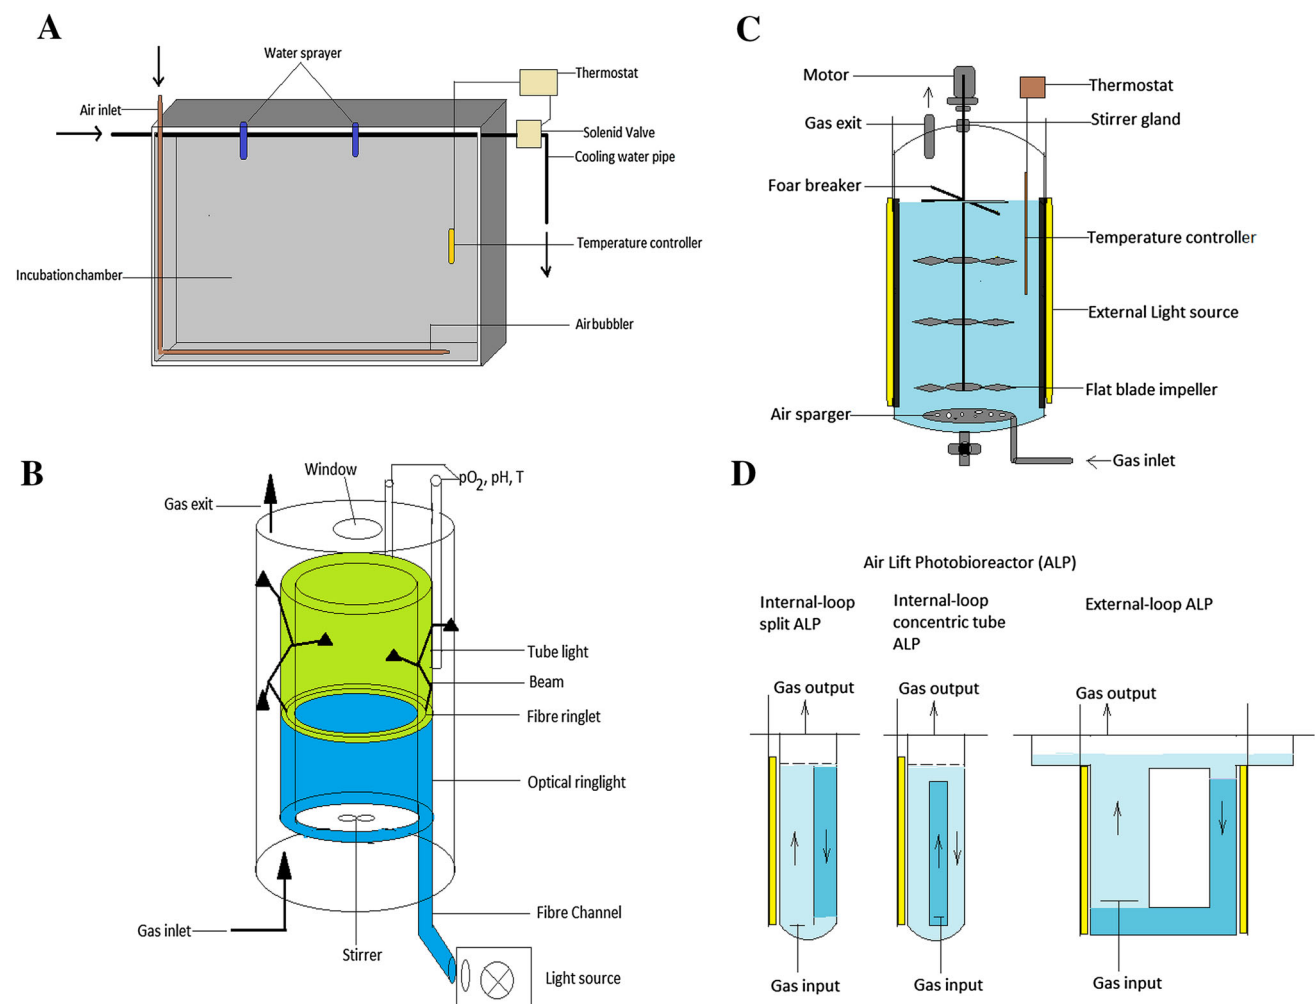 A
Water sprayer
Thermostat
Air inlet
Solenid Valve
Cooling water pipe
Temperature controller
Incubation chamber
Air bubbler
C
Motor
Thermostat
Gas exit
Stirrer gland
Foar breaker
Temperature controller
External Light source
Flat blade impeller
Air sparger
Gas inlet
B
Window
pO2, pH, T
Gas exit
Tube light
Beam
Fibre ringlet
Optical ringlight
Fibre Channel
Gas inlet
Stirrer
Light source
D
Air Lift Photobioreactor (ALP)
Internal-loop
split ALP
Internal-loop
concentric tube
ALP
External-loop ALP
Gas output
Gas output
Gas output
Gas input
Gas input
Gas input